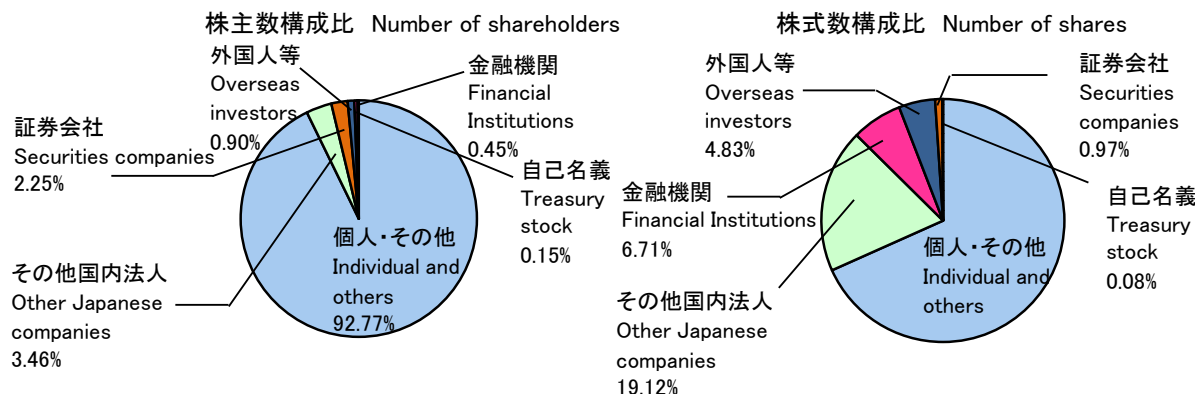 株主数構成比 Number of shareholders
外国人等
Overseas
investors
0.90%
金融機関
Financial
Institutions
0.45%
証券会社
Securities companies
2.25%
自己名義
Treasury
stock
0.15%
個人・その他
Individual and
others
92.77%
その他国内法人
Other Japanese
companies
3.46%
株式数構成比 Number of shares
外国人等
Overseas
investors
4.83%
証券会社
Securities
companies
0.97%
金融機関
Financial Institutions
6.71%
自己名義
Treasury
stock
0.08%
個人・その他
Individual and
others
その他国内法人
Other Japanese
companies
19.12%